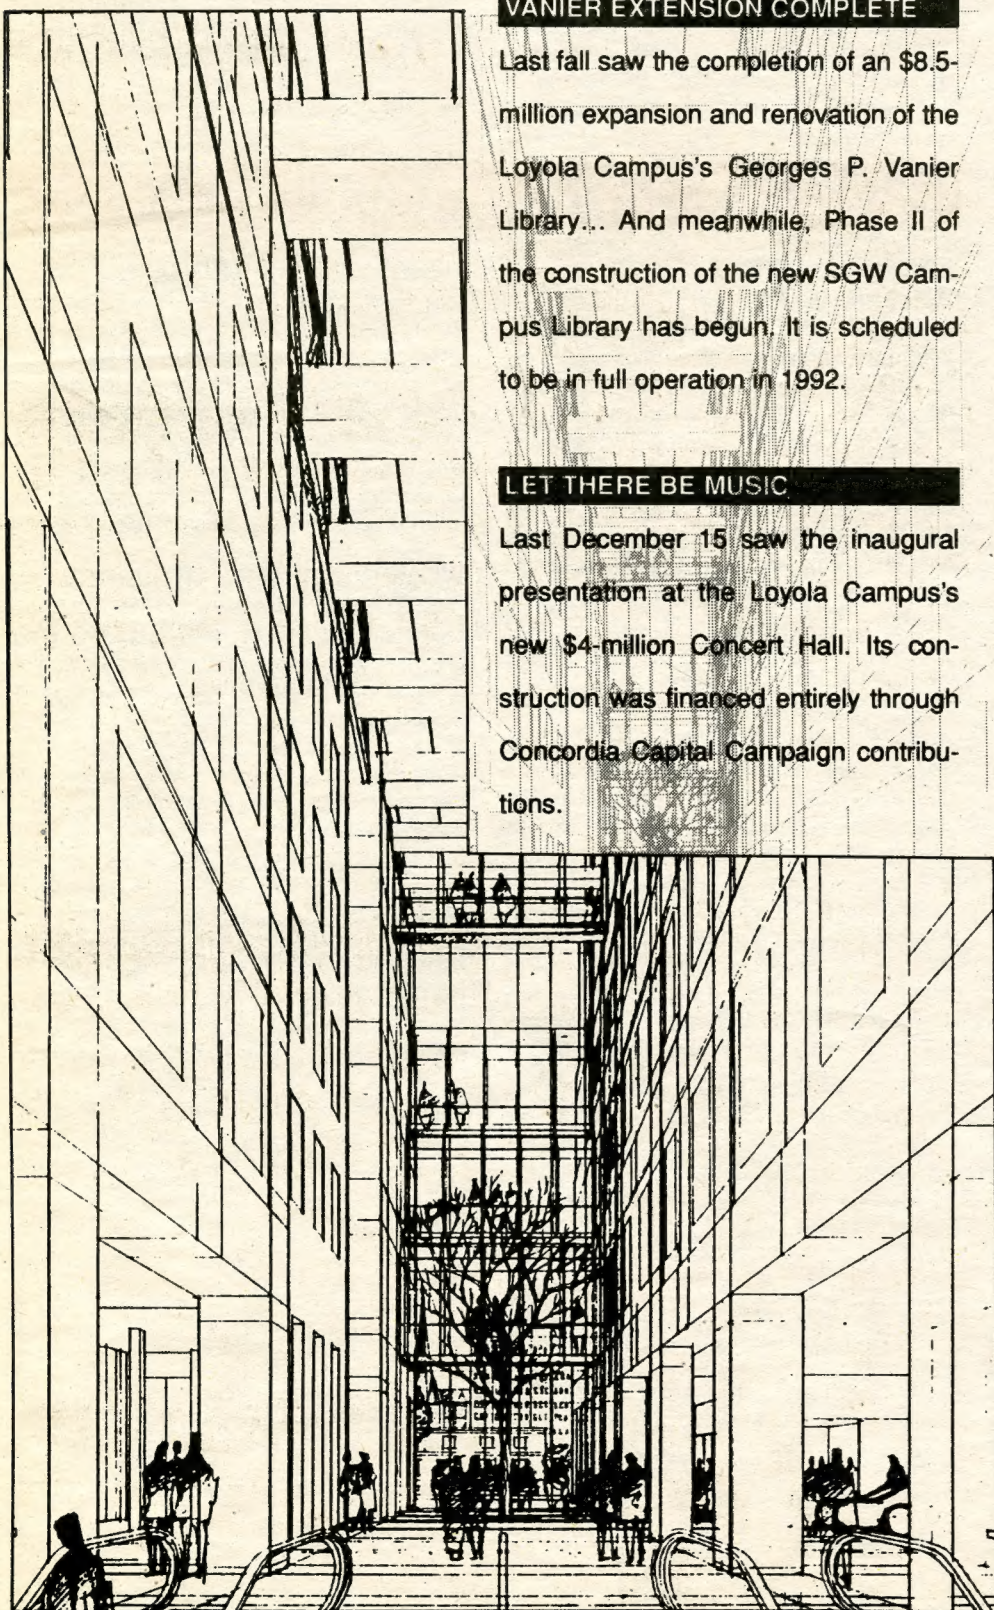 VANIER EXTENSION COMPLETE
Last fall saw the completion of an $8.5-
million expansion and renovation of the
Loyola Campus's Georges P. Vanier
Library... And meanwhile, Phase II of
the construction of the new SGW Cam-
pus Library has begun. It is scheduled
to be in full operation in 1992.
LET THERE BE MUSIC
Last December 15 saw the inaugural
presentation at the Loyola Campus's
new $4-million Concert Hall. Its con-
struction was financed entirely through
Concordia Capital Campaign contribu-
tions.